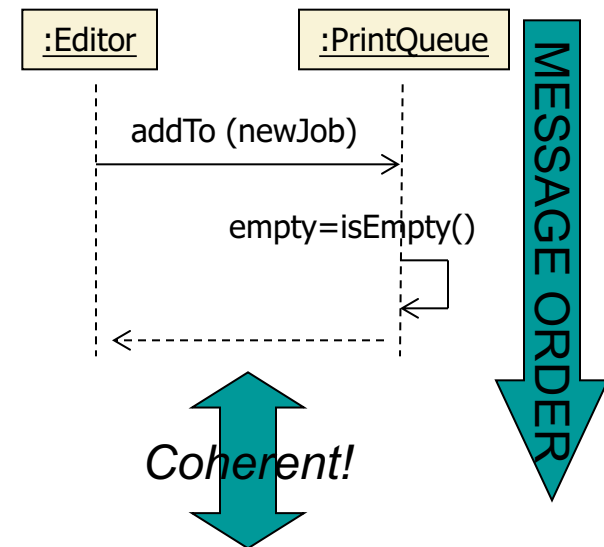 :Editor
:PrintQueue
addTo (newJob)
empty=isEmpty()
MESSAGE ORDER
Coherent!